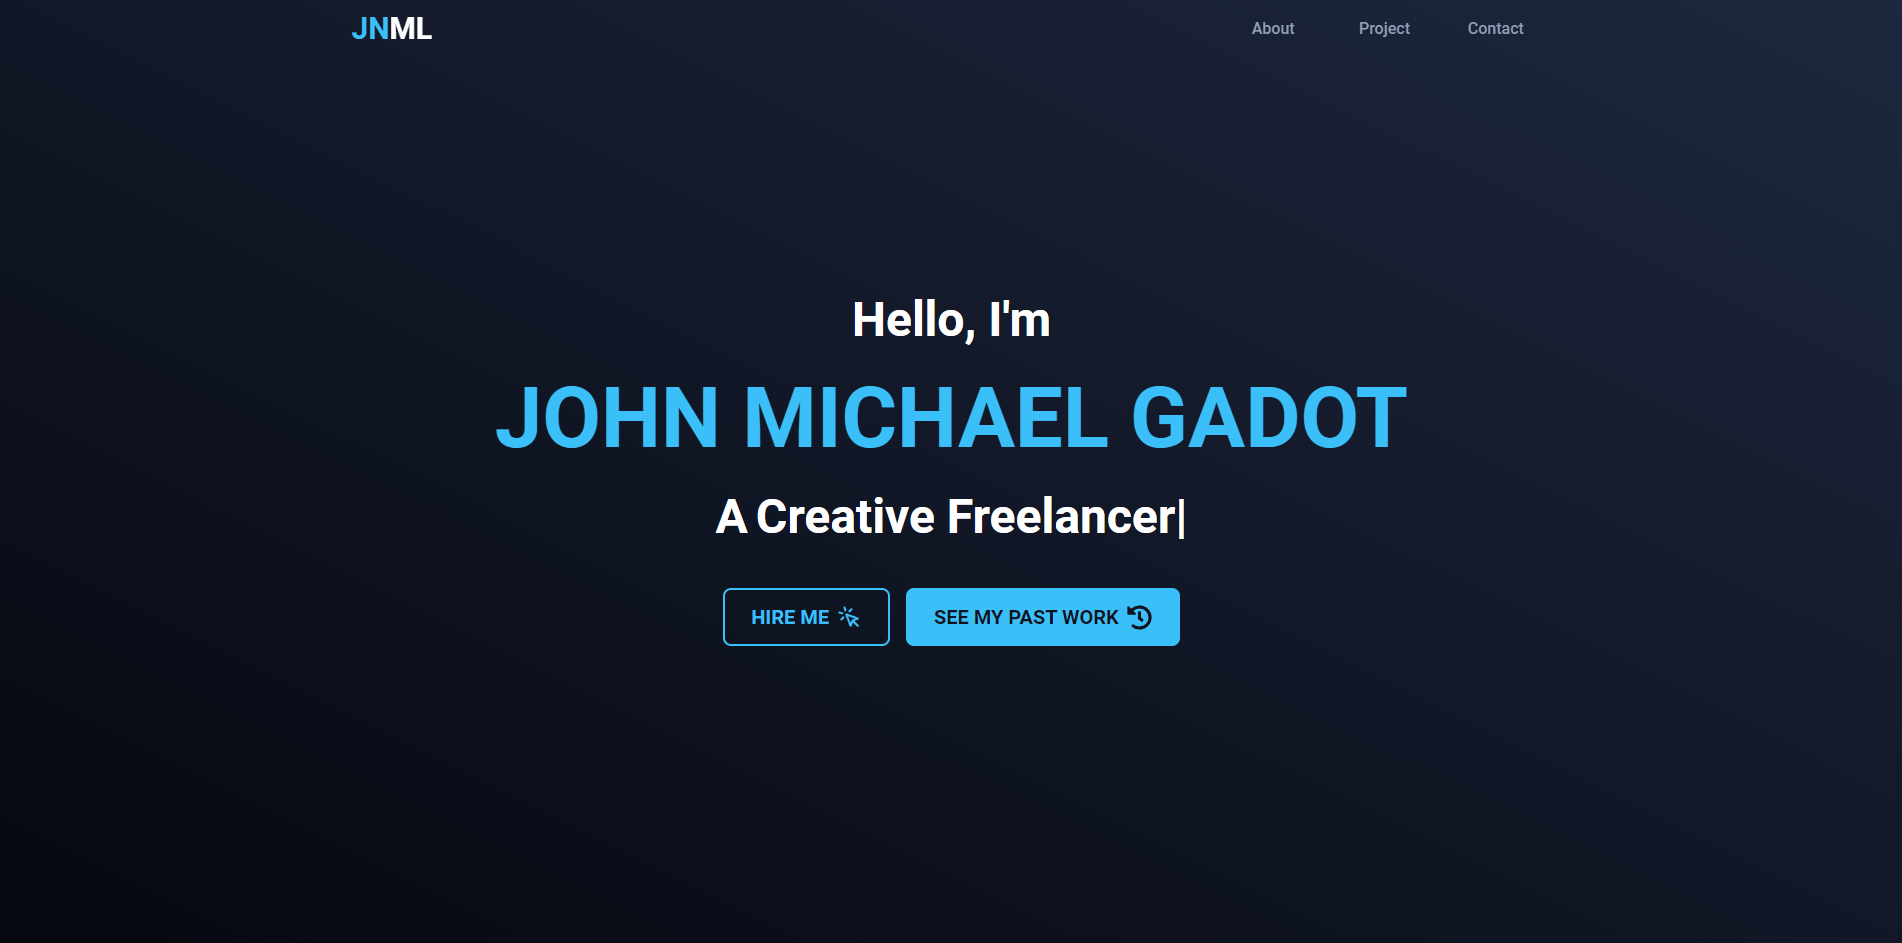 JNML
About Project Contact
Hello, I'm
JOHN MICHAEL GADOT
A Creative Freelancer|
HIRE ME
SEE MY PAST WORK